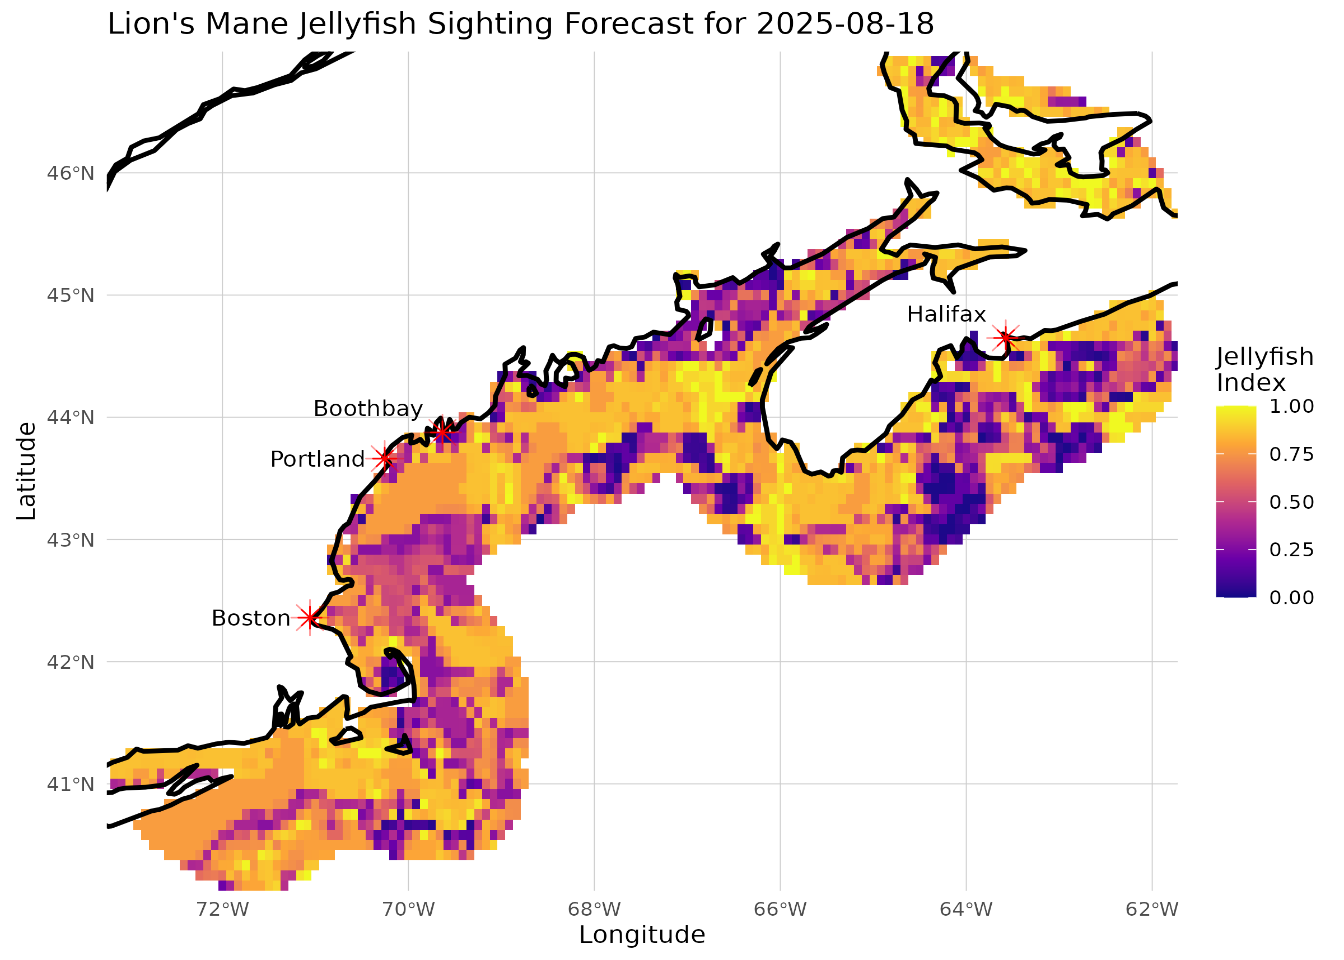 Lion's Mane Jellyfish Sighting Forecast for 2025-08-18
46°N
45°N
44°N
43°N
42°N
41°N
Latitude
Halifax
Boothbay
Portland
Boston
72°W
70°W
68°W
66°W
64°W
62°W
Longitude
Jellyfish
Index
1.00
0.75
0.50
0.25
0.00